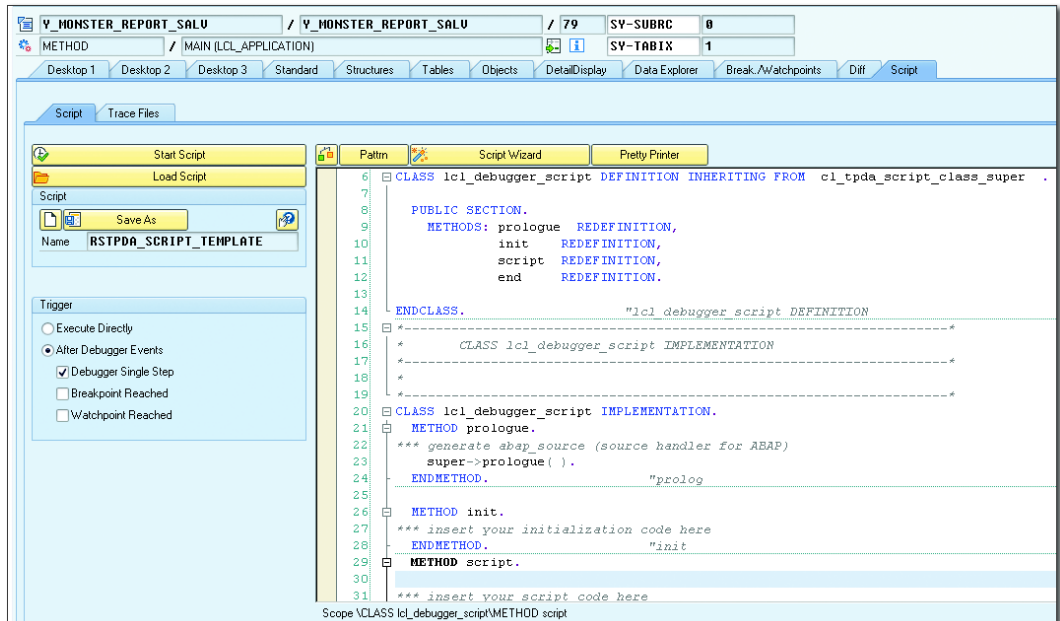 Y_MONSTER_REPORT_SALV / Y_MONSTER_REPORT_SALV / 79 SY-SUBRC 0
METHOD / MAIN (LCL_APPLICATION) SY-TABIX 1
Desktop 1 Desktop 2 Desktop 3 Standard Structures Tables Objects DetailDisplay Data Explorer Break./Watchpoints Diff Script
Script Trace Files
Start Script
Load Script
Script
Save As
Name RSTPDA_SCRIPT_TEMPLATE
Trigger
Execute Directly
After Debugger Events
Debugger Single Step
Breakpoint Reached
Watchpoint Reached
Pattrn Script Wizard Pretty Printer
6 CLASS lcl_debugger_script DEFINITION INHERITING FROM cl_tpda_script_class_super .
7
8 PUBLIC SECTION.
9 METHODS: prologue REDEFINITION,
10 init REDEFINITION,
11 script REDEFINITION,
12 end REDEFINITION.
13
14 ENDCLASS. "lcl_debugger_script DEFINITION
15 *---------------------------------------------------------------------*
16 * CLASS lcl_debugger_script IMPLEMENTATION
17 *---------------------------------------------------------------------*
18 *
19 *---------------------------------------------------------------------*
20 CLASS lcl_debugger_script IMPLEMENTATION.
21 METHOD prologue.
22 *** generate abap_source (source handler for ABAP)
23 super->prologue( ).
24 ENDMETHOD. "prolog
25
26 METHOD init.
27 *** insert your initialization code here
28 ENDMETHOD. "init
29 METHOD script.
30
31 *** insert your script code here
Scope \CLASS lcl_debugger_script\METHOD script